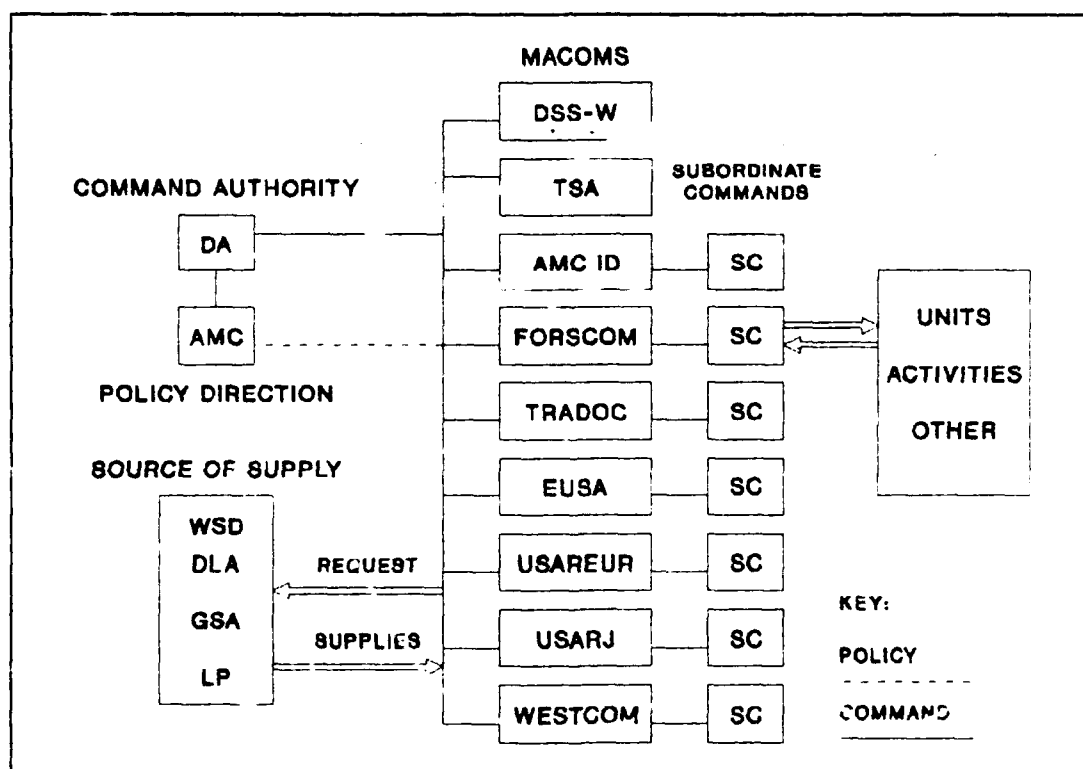 MACOMS
DSS-W
TSA
SUBORDINATE
COMMANDS
COMMAND AUTHORITY
DA
AMC ID
SC
AMC
FORSCOM
SC
UNITS
ACTIVITIES
OTHER
POLICY DIRECTION
TRADOC
SC
SOURCE OF SUPPLY
EUSA
SC
WSD
DLA
GSA
LP
REQUEST
SUPPLIES
USAREUR
SC
USARJ
SC
WESTCOM
SC
KEY:
POLICY
COMMAND